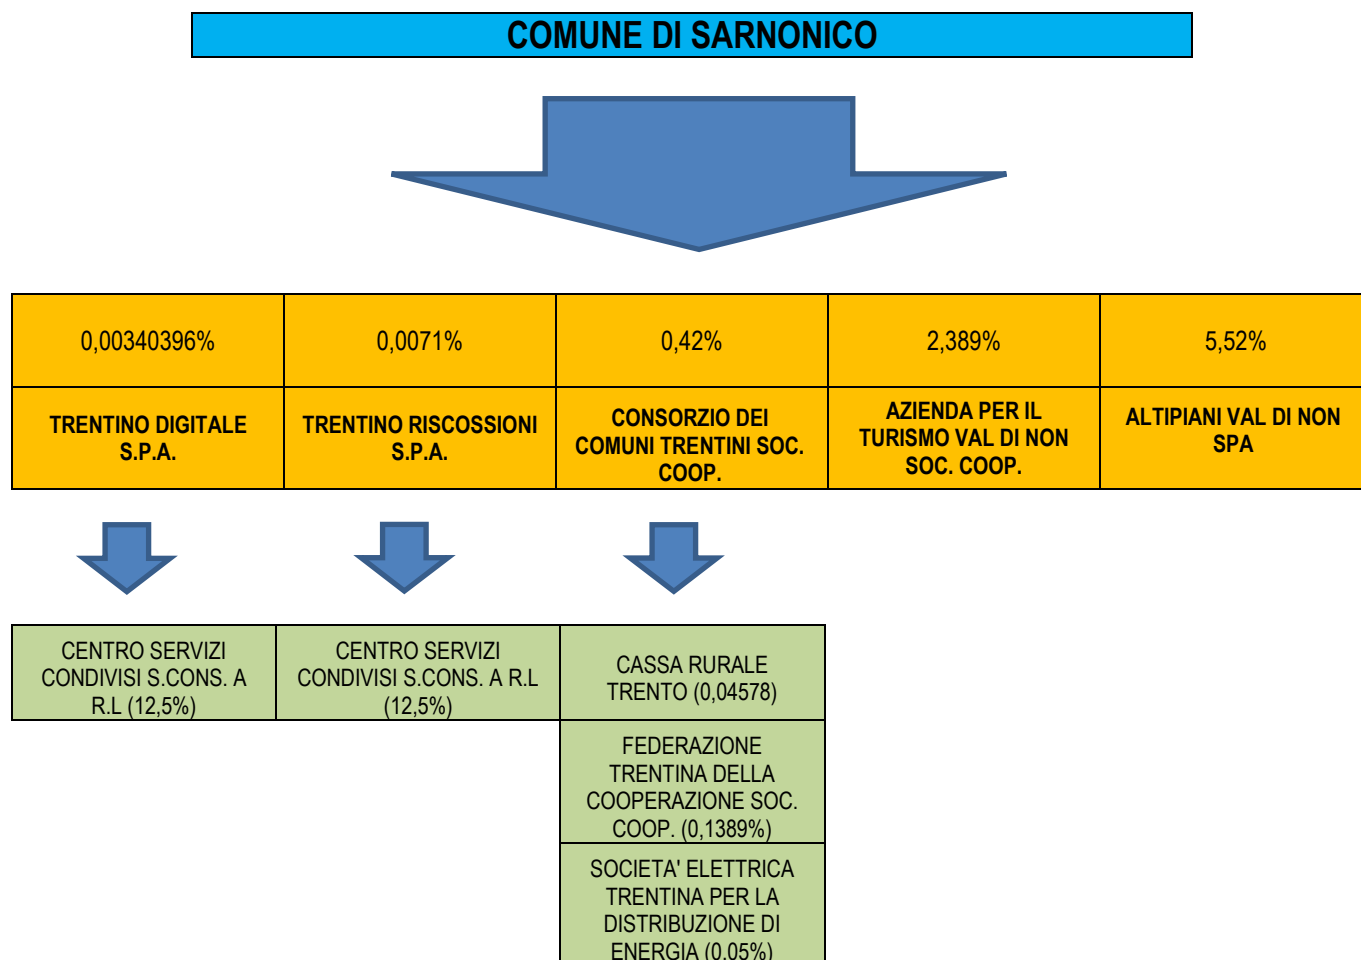 COMUNE DI SARNONICO
0,00340396%
0,0071%
0,42%
2,389%
5,52%
TRENTINO DIGITALE
S.P.A.
TRENTINO RISCOSSIONI
S.P.A.
CONSORZIO DEI
COMUNI TRENTINI SOC.
COOP.
AZIENDA PER IL
TURISMO VAL DI NON
SOC. COOP.
ALTIPIANI VAL DI NON
SPA
CENTRO SERVIZI
CONDIVISI S.CONS. A
R.L (12,5%)
CENTRO SERVIZI
CONDIVISI S.CONS. A R.L
(12,5%)
CASSA RURALE
TRENTO (0,04578)
FEDERAZIONE
TRENTINA DELLA
COOPERAZIONE SOC.
COOP. (0,1389%)
SOCIETA' ELETTRICA
TRENTINA PER LA
DISTRIBUZIONE DI
ENERGIA (0,05%)